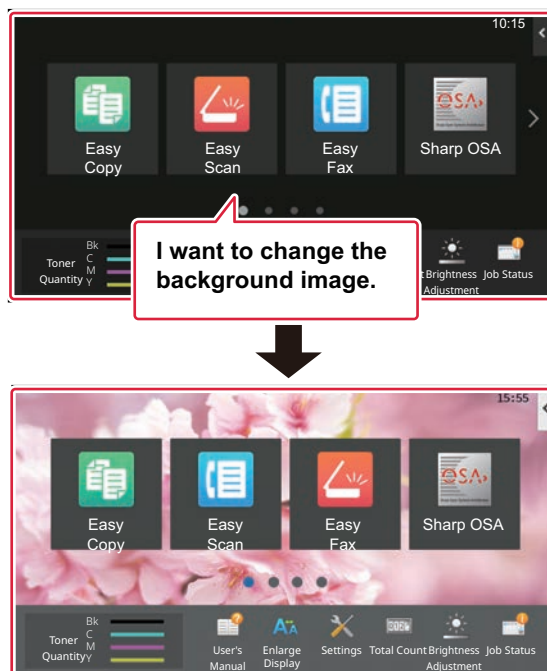 10:15
Easy
Copy
Easy
Scan
Easy
Fax
OSA
Sharp OSA
I want to change the
background image.
Toner
Quantity
Bk
C
M
Y
t Brightness
Adjustment
Job Status
15:55
Easy
Copy
Easy
Scan
Easy
Fax
OSA
Sharp OSA
Toner
Quantity
Bk
C
M
Y
User's
Manual
Enlarge
Display
Settings
Total Count
Brightness
Adjustment
Job Status